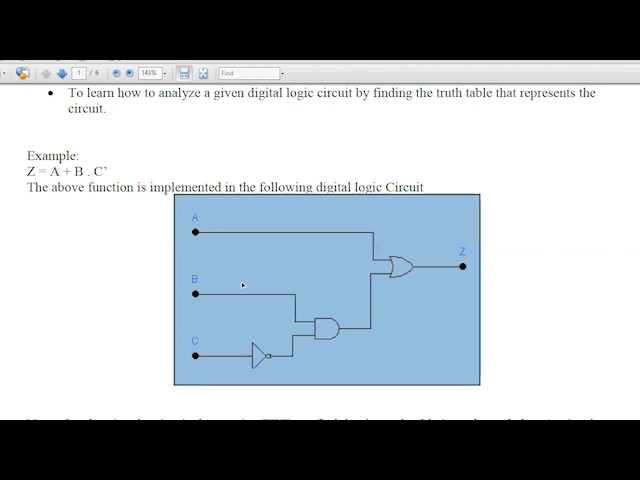 1 / 6 143% Find
To learn how to analyze a given digital logic circuit by finding the truth table that represents the
circuit.
Example:
Z = A + B . C’
The above function is implemented in the following digital logic Circuit
A
Z
B
C